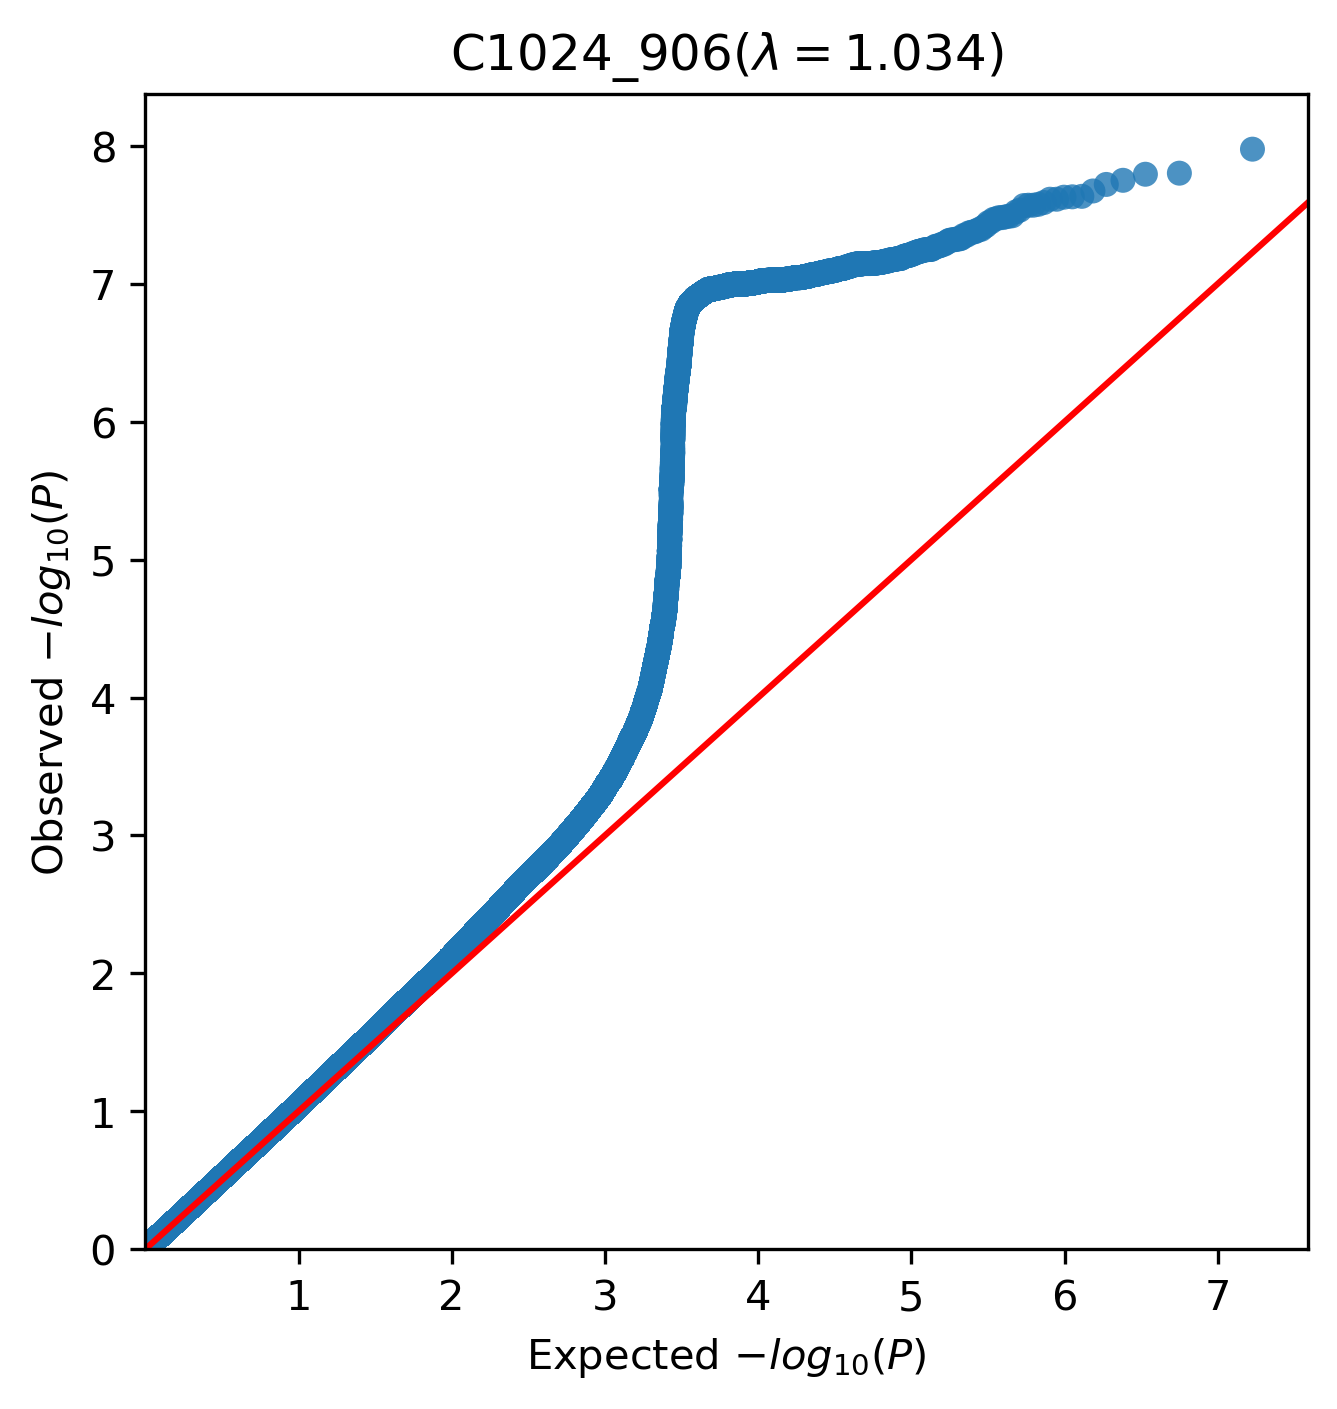 C1024_906(λ = 1.034)
Observed −log₁₀(P)
8
7
6
5
4
3
2
1
0
1 2 3 4 5 6 7
Expected −log₁₀(P)